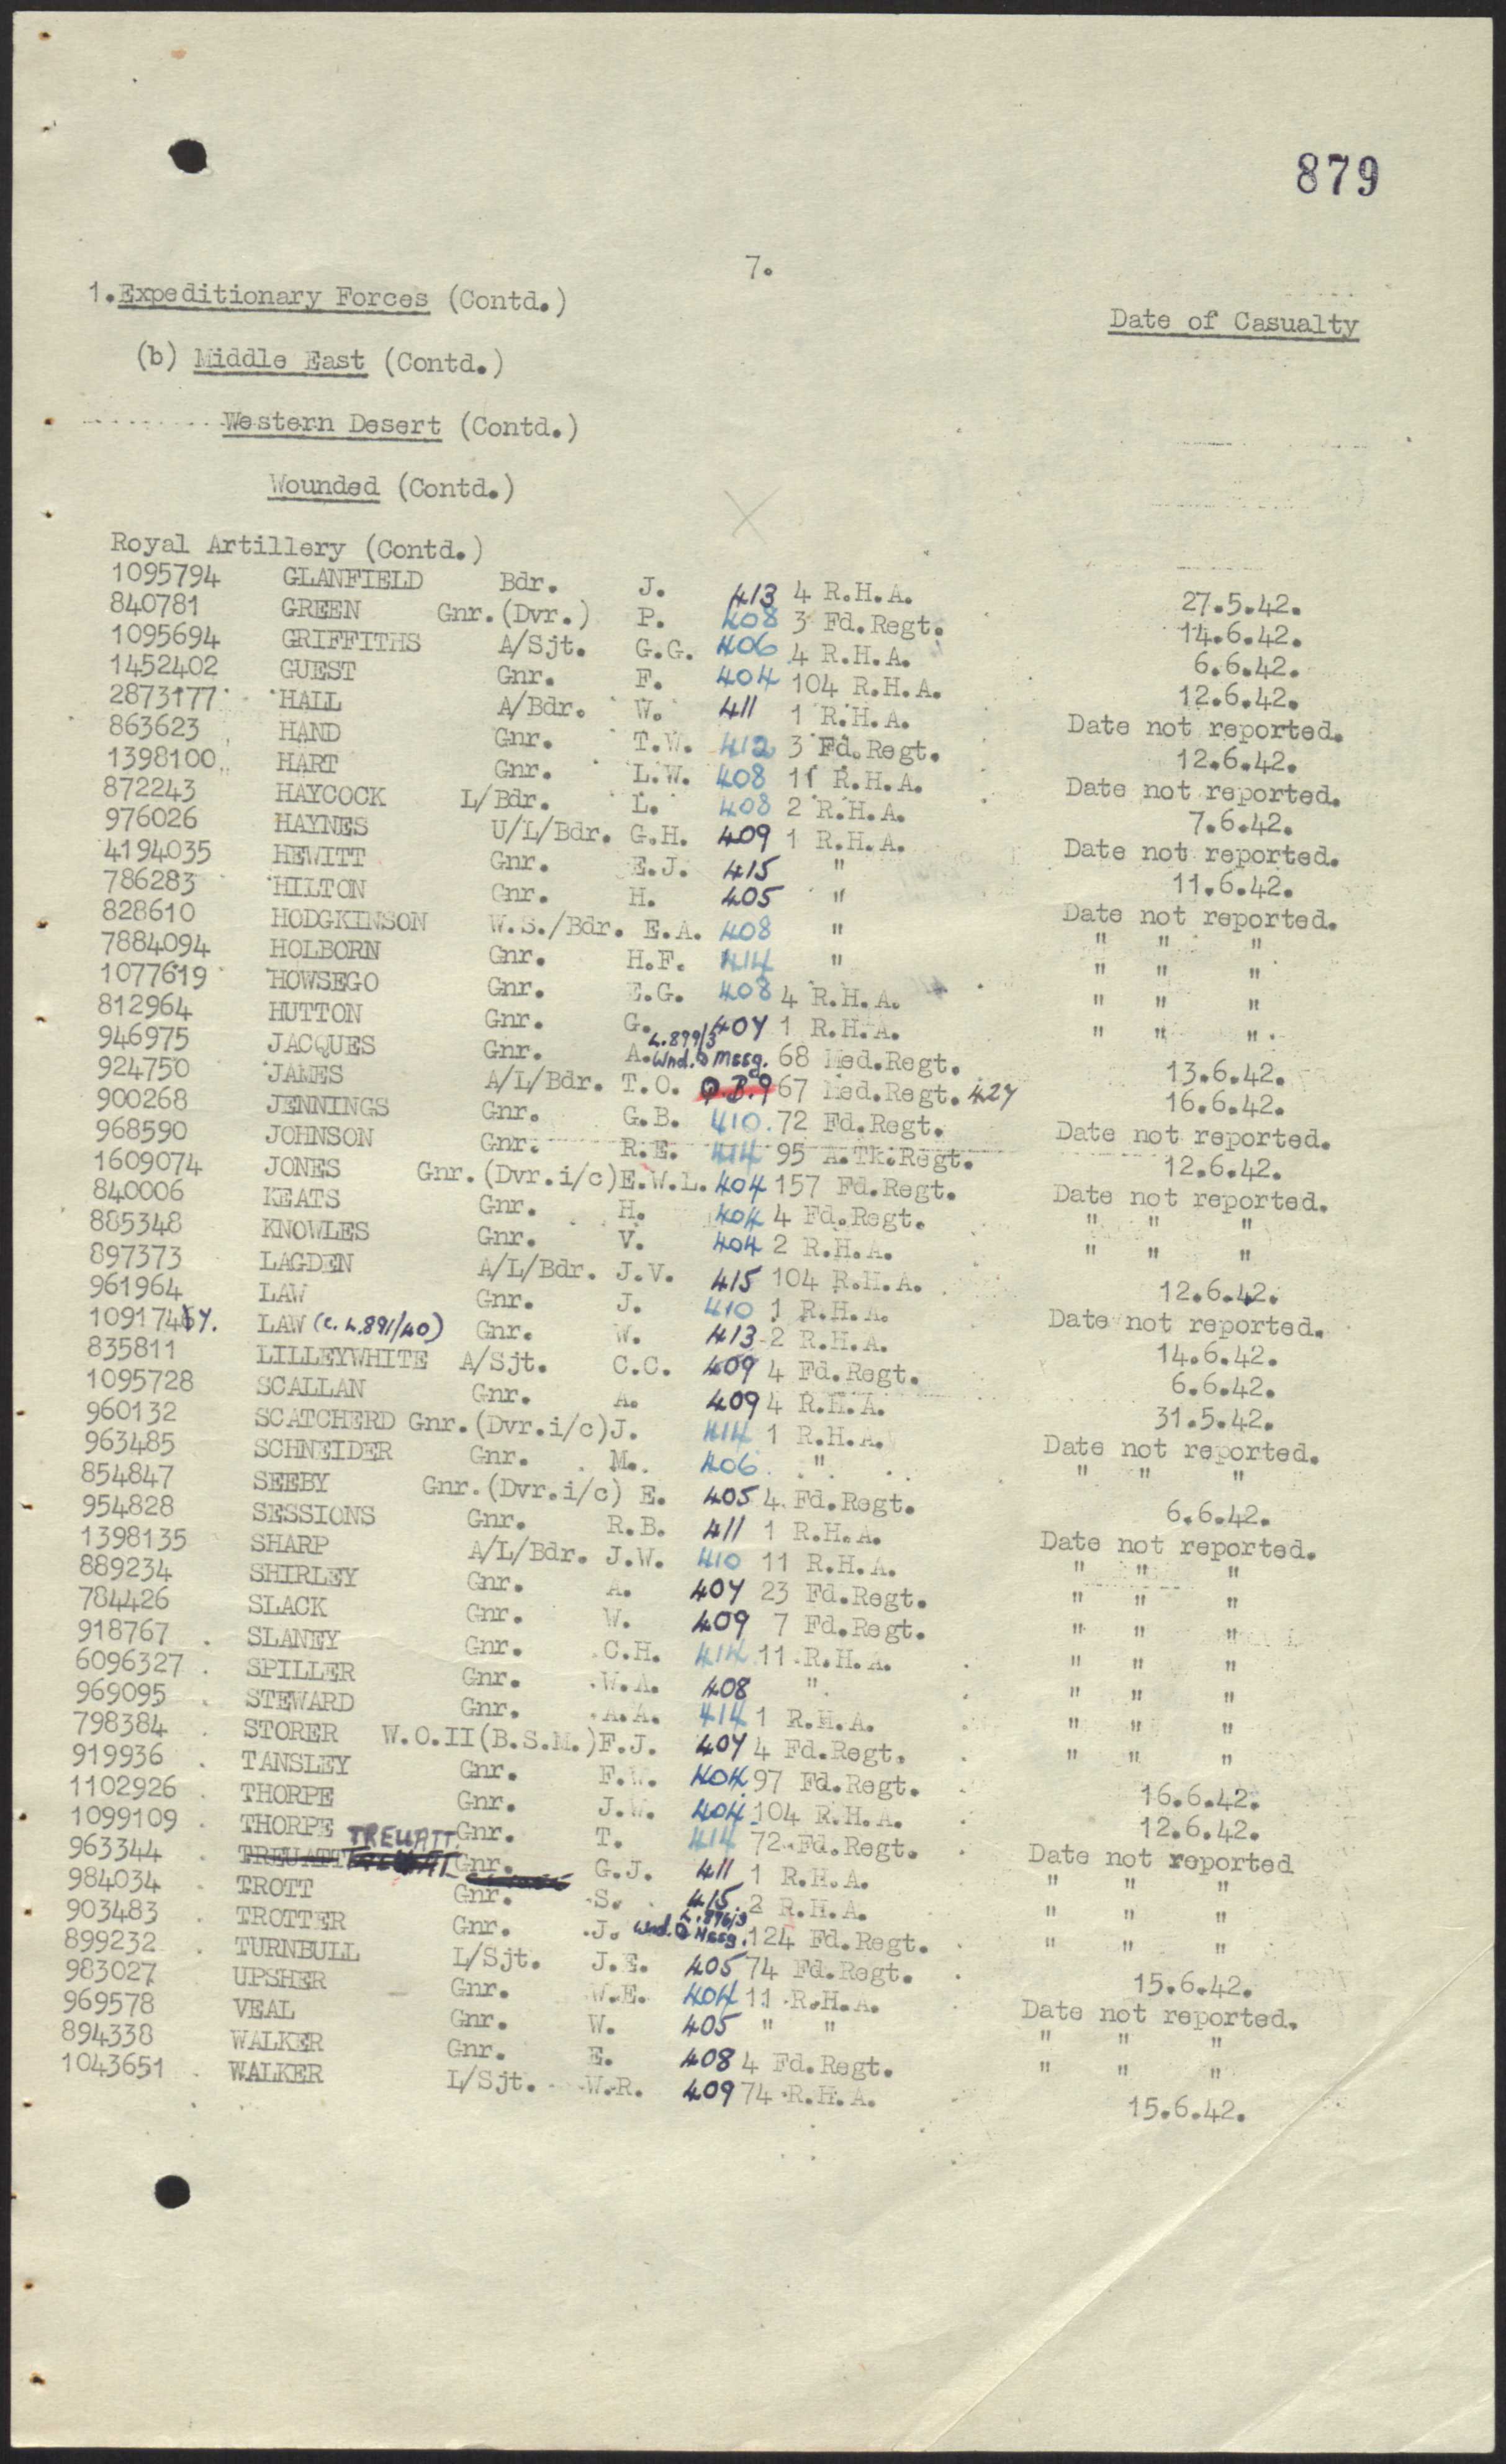 879
7.
1. Expeditionary Forces (Contd.)
Date of Casualty
(b) Middle East (Contd.)
Western Desert (Contd.)
Wounded (Contd.)
Royal Artillery (Contd.)
1095794 GLANFIELD Bdr. J. 413 4 R.H.A. 27.5.42.
840781 GREEN Gnr.(Dvr.) P. 408 3 Fd.Regt. 14.6.42.
1095694 GRIFFITHS A/Sjt. G.G. 406 4 R.H.A. 6.6.42.
1452402 GUEST Gnr. F. 404 104 R.H.A. 12.6.42.
2873177 HALL A/Bdr. W. 411 1 R.H.A. Date not reported.
863623 HAND Gnr. T.W. 412 3 Fd.Regt. 12.6.42.
1398100 HART Gnr. L.W. 408 11 R.H.A. Date not reported.
872243 HAYCOCK L/Bdr. L. 408 2 R.H.A. 7.6.42.
976026 HAYNES U/L/Bdr. G.H. 409 1 R.H.A. Date not reported.
4194035 HEWITT Gnr. E.J. 415 " 11.6.42.
786283 HILTON Gnr. H. 405 " Date not reported.
828610 HODGKINSON W.S./Bdr. E.A. 408 " " " "
7884094 HOLBORN Gnr. H.F. 414 " " " "
1077619 HOWSEGO Gnr. E.G. 408 4 R.H.A. " " "
812964 HUTTON Gnr. G. 407 1 R.H.A. " " "
946975 JACQUES Gnr. A. L.899/3 Wnd. & Mssg. 68 Med.Regt. 13.6.42.
924750 JAMES A/L/Bdr. T.O. 67 Med.Regt. 427 16.6.42.
900268 JENNINGS Gnr. G.B. 410 72 Fd.Regt. Date not reported.
968590 JOHNSON Gnr. R.E. 414 95 A.Tk.Regt. 12.6.42.
1609074 JONES Gnr.(Dvr.i/c) E.W.L. 404 157 Fd.Regt. Date not reported.
840006 KEATS Gnr. H. 404 4 Fd.Regt. " " "
885348 KNOWLES Gnr. V. 404 2 R.H.A. " " "
897373 LAGDEN A/L/Bdr. J.V. 415 104 R.H.A. 12.6.42.
961964 LAW Gnr. J. 410 1 R.H.A. Date not reported.
1091747. LAW (c. L.891/40) Gnr. W. 413 2 R.H.A. 14.6.42.
835811 LILLEYWHITE A/Sjt. C.C. 409 4 Fd.Regt. 6.6.42.
1095728 SCALLAN Gnr. A. 409 4 R.H.A. 31.5.42.
960132 SCATCHERD Gnr.(Dvr.i/c) J. 414 1 R.H.A. Date not reported.
963485 SCHNEIDER Gnr. M. 406 " " " "
854847 SEEBY Gnr.(Dvr.i/c) E. 405 4 Fd.Regt. 6.6.42.
954828 SESSIONS Gnr. R.B. 411 1 R.H.A. Date not reported.
1398135 SHARP A/L/Bdr. J.W. 410 11 R.H.A. " " "
889234 SHIRLEY Gnr. A. 407 23 Fd.Regt. " " "
784426 SLACK Gnr. W. 409 7 Fd.Regt. " " "
918767 SLANEY Gnr. C.H. 414 11 R.H.A. " " "
6096327 SPILLER Gnr. W.A. 408 " " " "
969095 STEWARD Gnr. A.A. 414 1 R.H.A. " " "
798384 STORER W.O.II(B.S.M.) F.J. 407 4 Fd.Regt. " " "
919936 TANSLEY Gnr. F.W. 404 97 Fd.Regt. 16.6.42.
1102926 THORPE Gnr. J.W. 404 104 R.H.A. 12.6.42.
1099109 THORPE Gnr. T. 414 72 Fd.Regt. Date not reported
963344 TREUATT TREUATT Gnr. G.J. 411 1 R.H.A. " " "
984034 TROTT Gnr. S. 415 2 R.H.A. " " "
903483 TROTTER Gnr. J. L.896/3 Wnd. & Mssg. 124 Fd.Regt. " " "
899232 TURNBULL L/Sjt. J.E. 405 74 Fd.Regt. 15.6.42.
983027 UPSHER Gnr. W.E. 404 11 R.H.A. Date not reported.
969578 VEAL Gnr. W. 405 " " " " "
894338 WALKER Gnr. E. 408 4 Fd.Regt. " " "
1043651 WALKER L/Sjt. W.R. 409 74 R.H.A. 15.6.42.